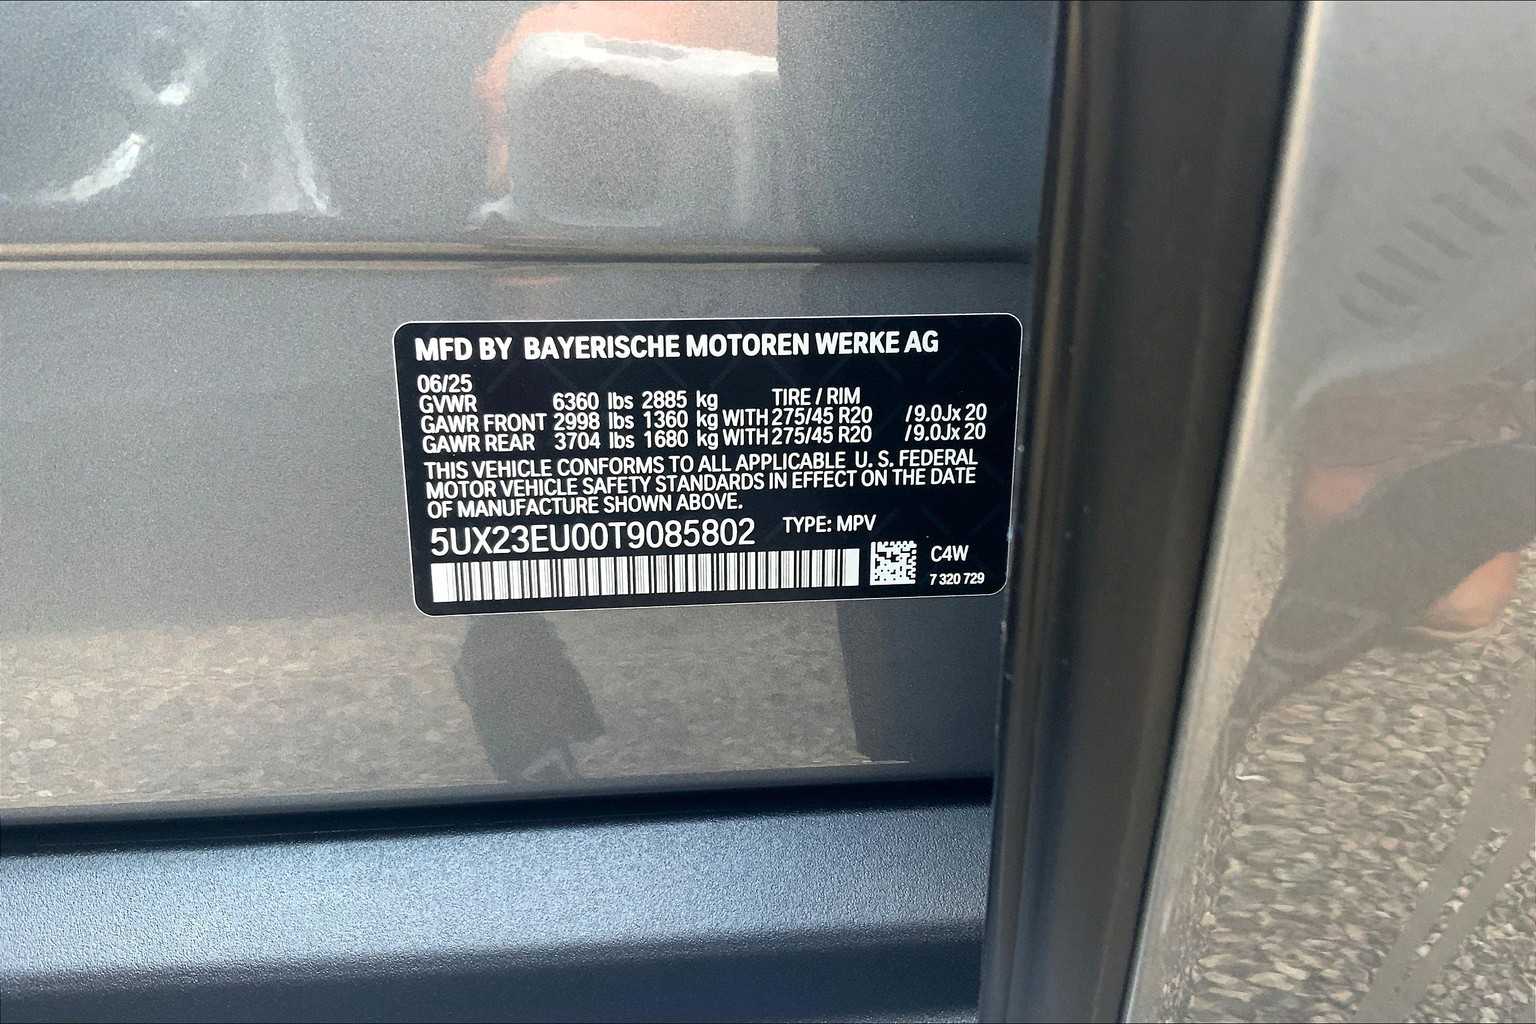 MFD BY BAYERISCHE MOTOREN WERKE AG
06/25
GVWR 6360 lbs 2885 kg TIRE / RIM
GAWR FRONT 2998 lbs 1360 kg WITH 275/45 R20 /9.0Jx 20
GAWR REAR 3704 lbs 1680 kg WITH 275/45 R20 /9.0Jx 20
THIS VEHICLE CONFORMS TO ALL APPLICABLE U. S. FEDERAL
MOTOR VEHICLE SAFETY STANDARDS IN EFFECT ON THE DATE
OF MANUFACTURE SHOWN ABOVE.
5UX23EU00T9085802 TYPE: MPV
C4W
7 320 729